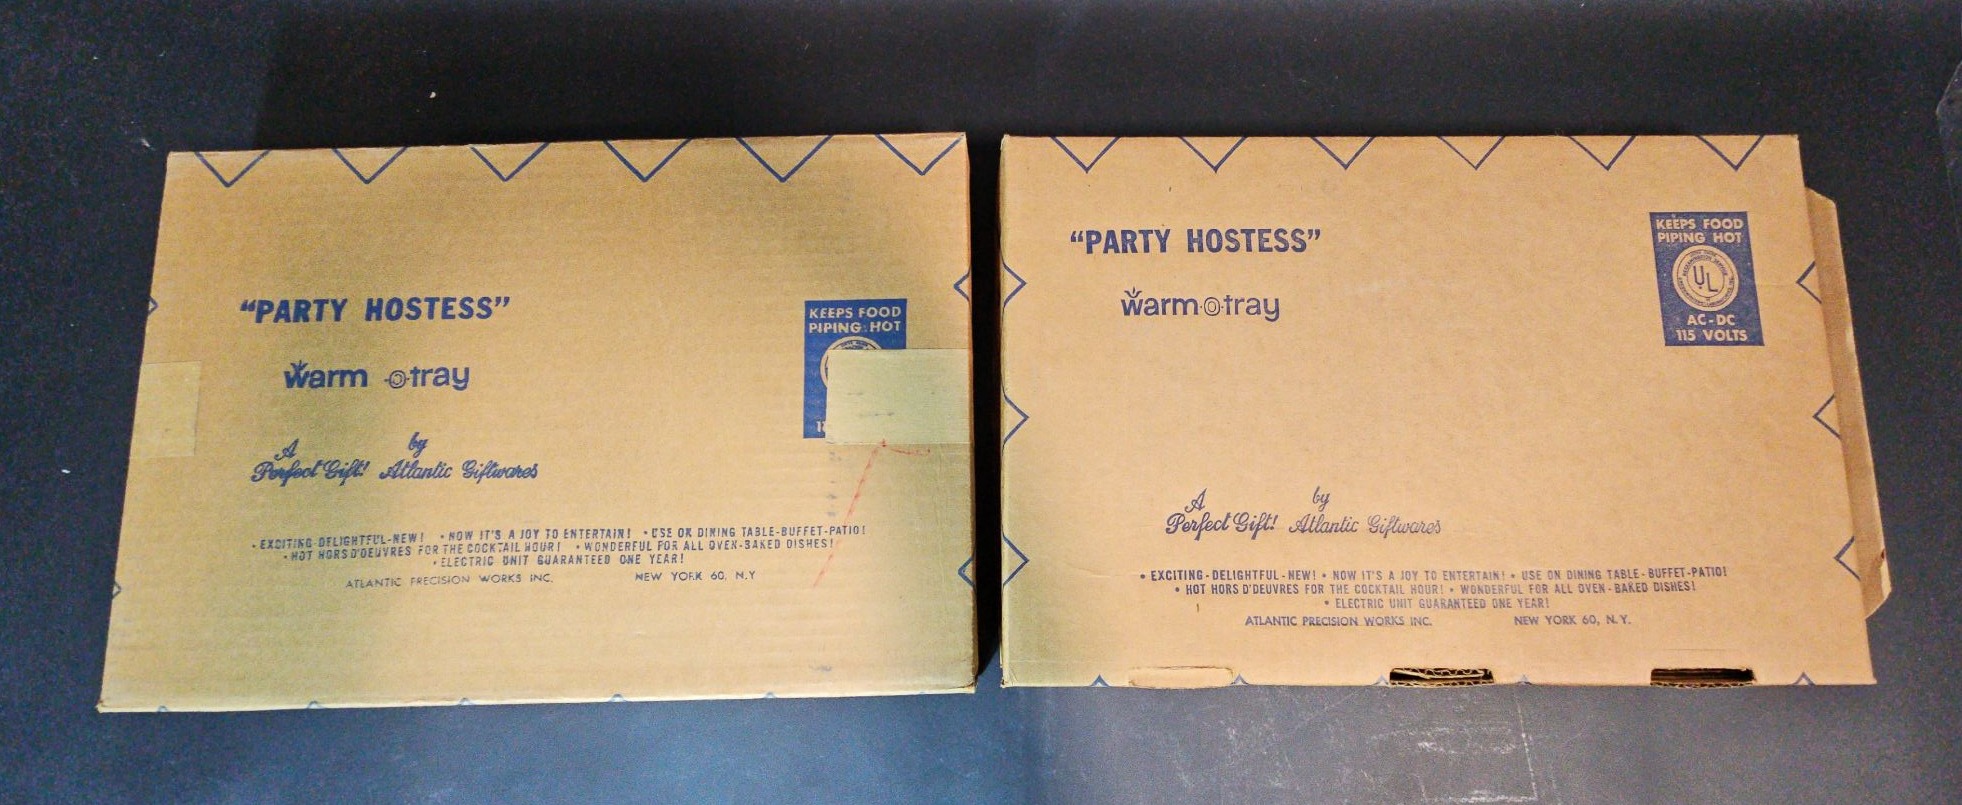 “PARTY HOSTESS”
Warm-O-tray
KEEPS FOOD
PIPING HOT
A
Perfect Gift!
by
Atlantic Giftwares
• EXCITING-DELIGHTFUL-NEW! • NOW IT'S A JOY TO ENTERTAIN! • USE ON DINING TABLE-BUFFET-PATIO!
• HOT HORS D'OEUVRES FOR THE COCKTAIL HOUR! • WONDERFUL FOR ALL OVEN-BAKED DISHES!
• ELECTRIC UNIT GUARANTEED ONE YEAR!
ATLANTIC PRECISION WORKS INC. NEW YORK 60, N.Y
“PARTY HOSTESS”
Warm-O-tray
KEEPS FOOD
PIPING HOT
UL
AC-DC
115 VOLTS
A
Perfect Gift!
by
Atlantic Giftwares
• EXCITING-DELIGHTFUL-NEW! • NOW IT'S A JOY TO ENTERTAIN! • USE ON DINING TABLE-BUFFET-PATIO!
• HOT HORS D'OEUVRES FOR THE COCKTAIL HOUR! • WONDERFUL FOR ALL OVEN-BAKED DISHES!
• ELECTRIC UNIT GUARANTEED ONE YEAR!
ATLANTIC PRECISION WORKS INC. NEW YORK 60, N.Y.